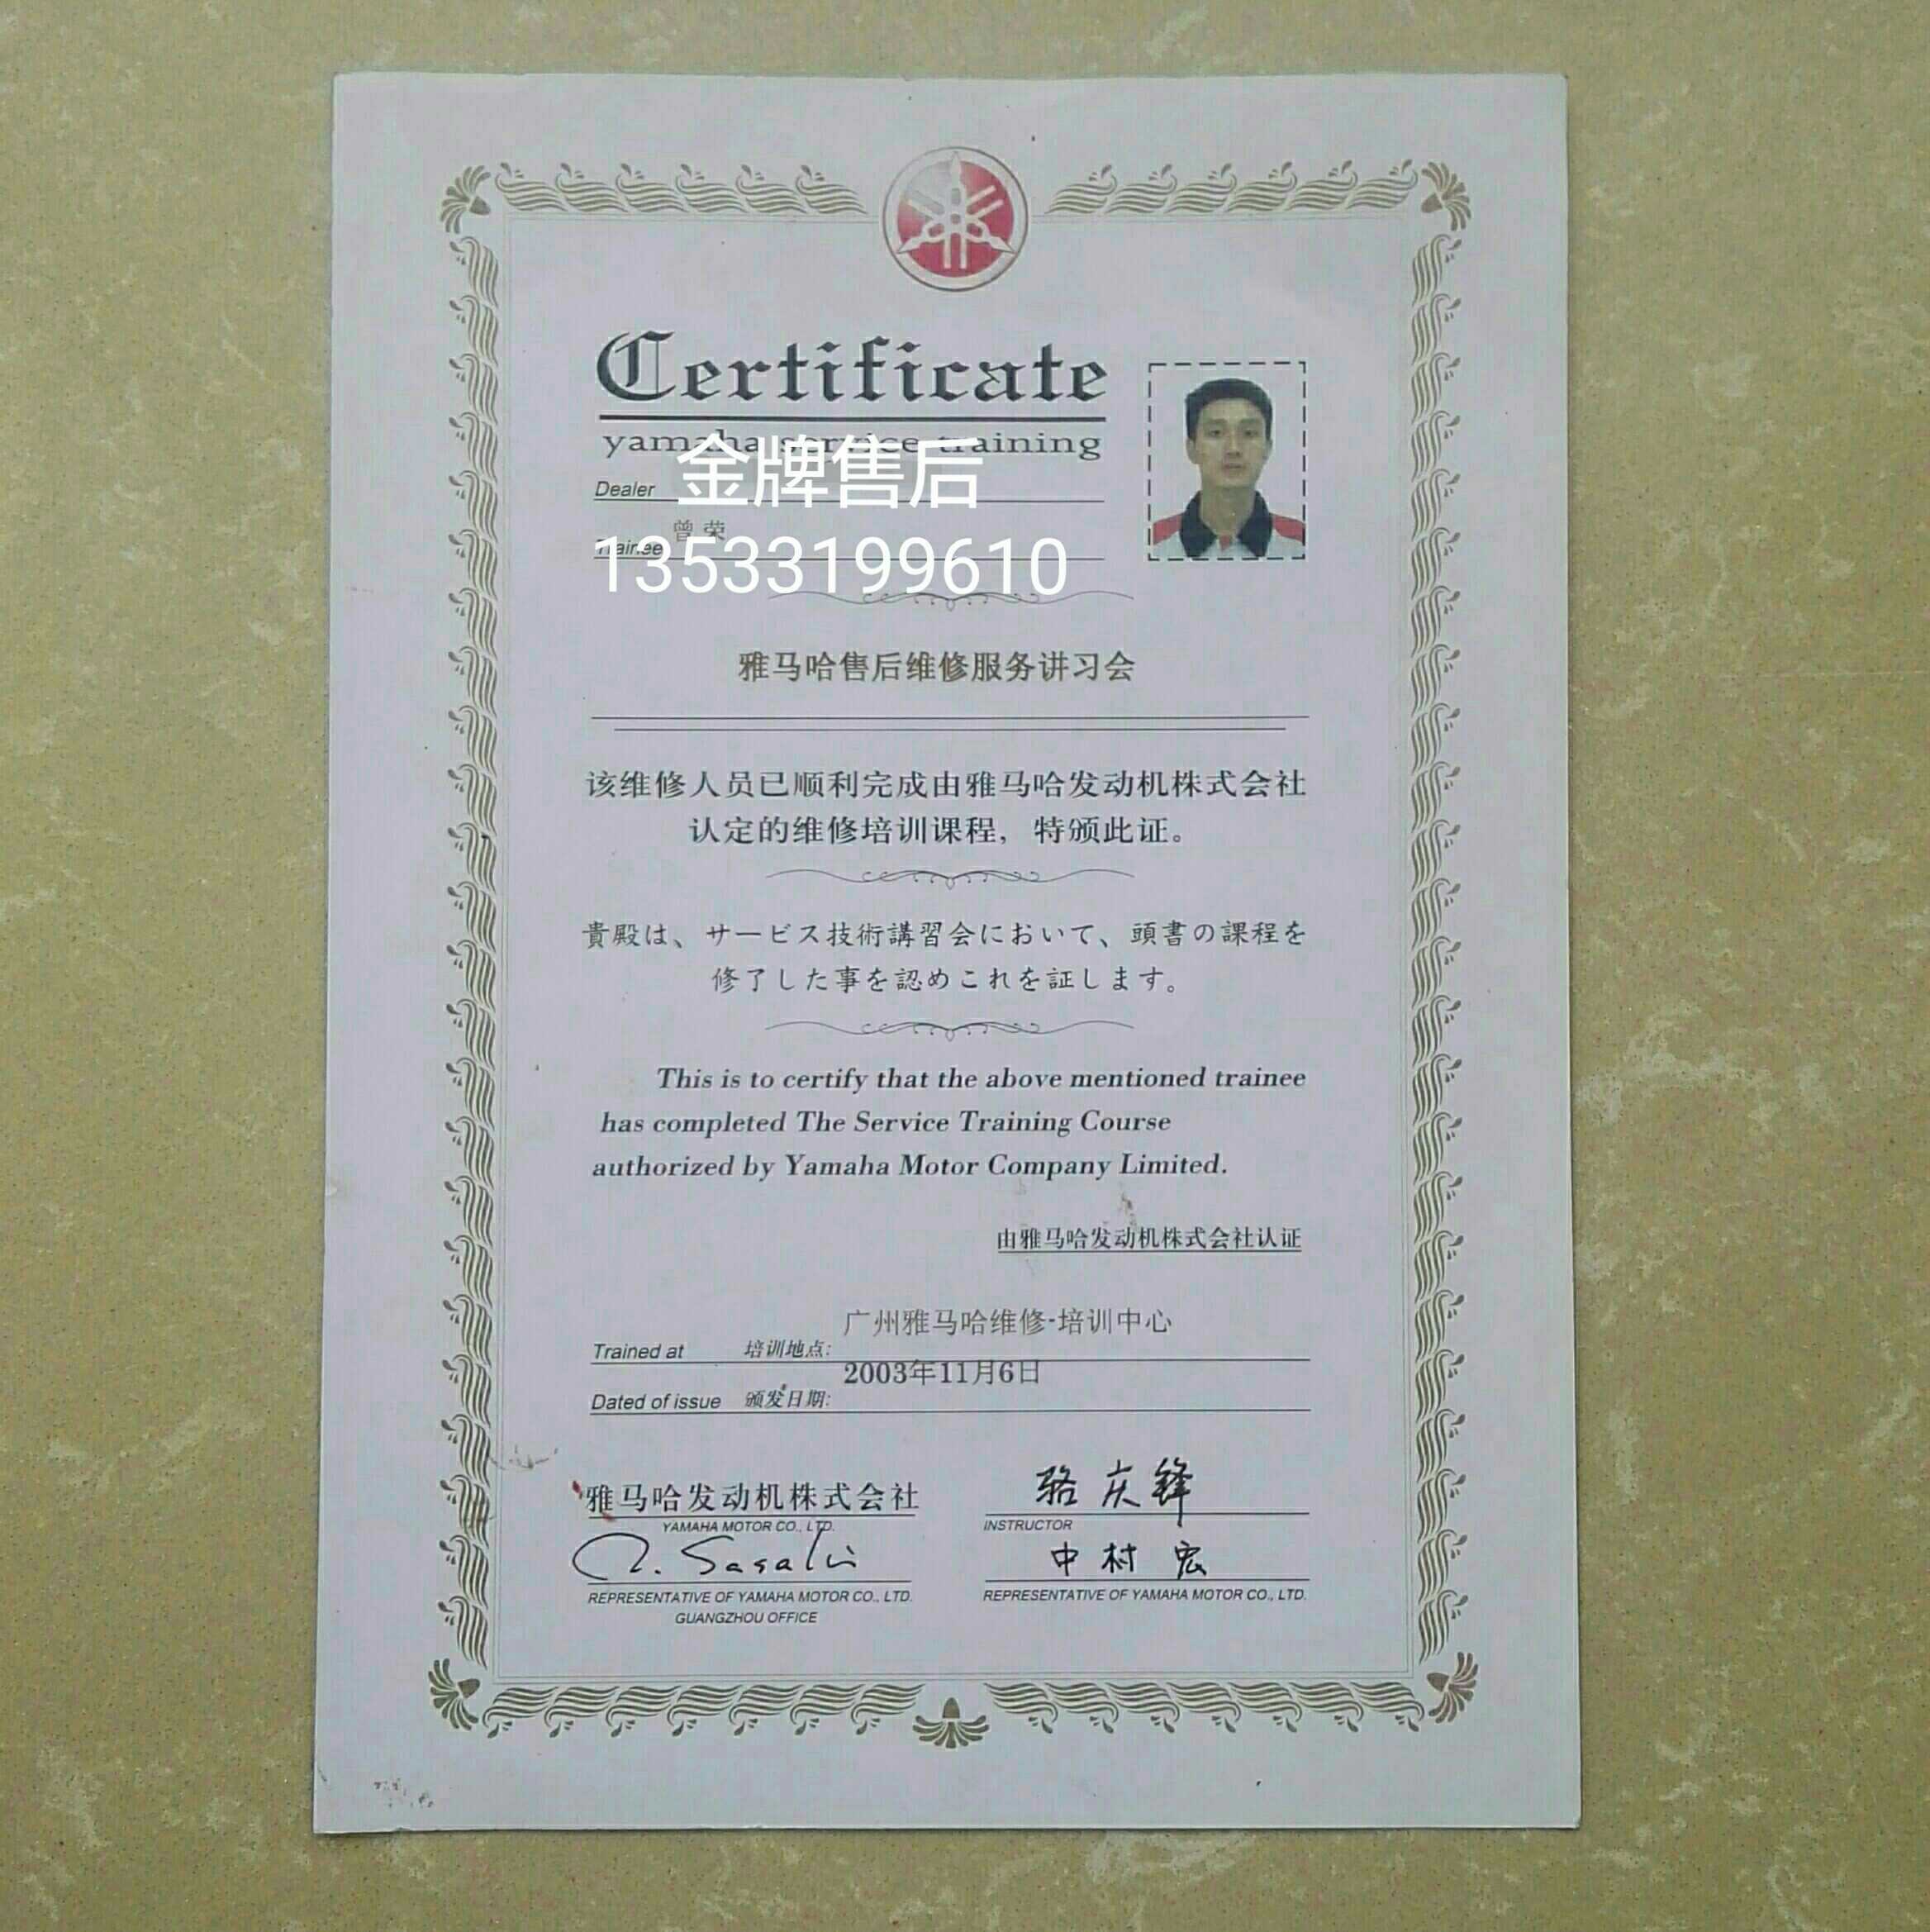 Certificate
yamaha service training
金牌售后
Dealer
曾荣
Trainee
13533199610
雅马哈售后维修服务讲习会
该维修人员已顺利完成由雅马哈发动机株式会社
认定的维修培训课程，特颁此证。
貴殿は、サービス技術講習会において、頭書の課程を
修了した事を認めこれを証します。
This is to certify that the above mentioned trainee
has completed The Service Training Course
authorized by Yamaha Motor Company Limited.
由雅马哈发动机株式会社认证
广州雅马哈维修-培训中心
Trained at 培训地点:
2003年11月6日
Dated of issue 颁发日期:
雅马哈发动机株式会社
YAMAHA MOTOR CO., LTD.
骆庆锋
INSTRUCTOR
中村宏
REPRESENTATIVE OF YAMAHA MOTOR CO., LTD.
GUANGZHOU OFFICE
REPRESENTATIVE OF YAMAHA MOTOR CO., LTD.